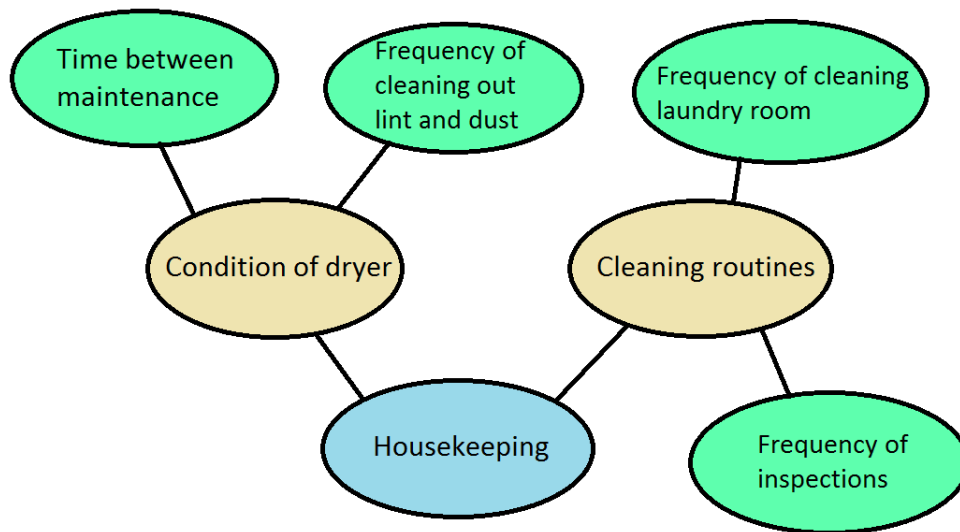 Time between
maintenance
Frequency of
cleaning out
lint and dust
Frequency of cleaning
laundry room
Condition of dryer
Cleaning routines
Housekeeping
Frequency of
inspections